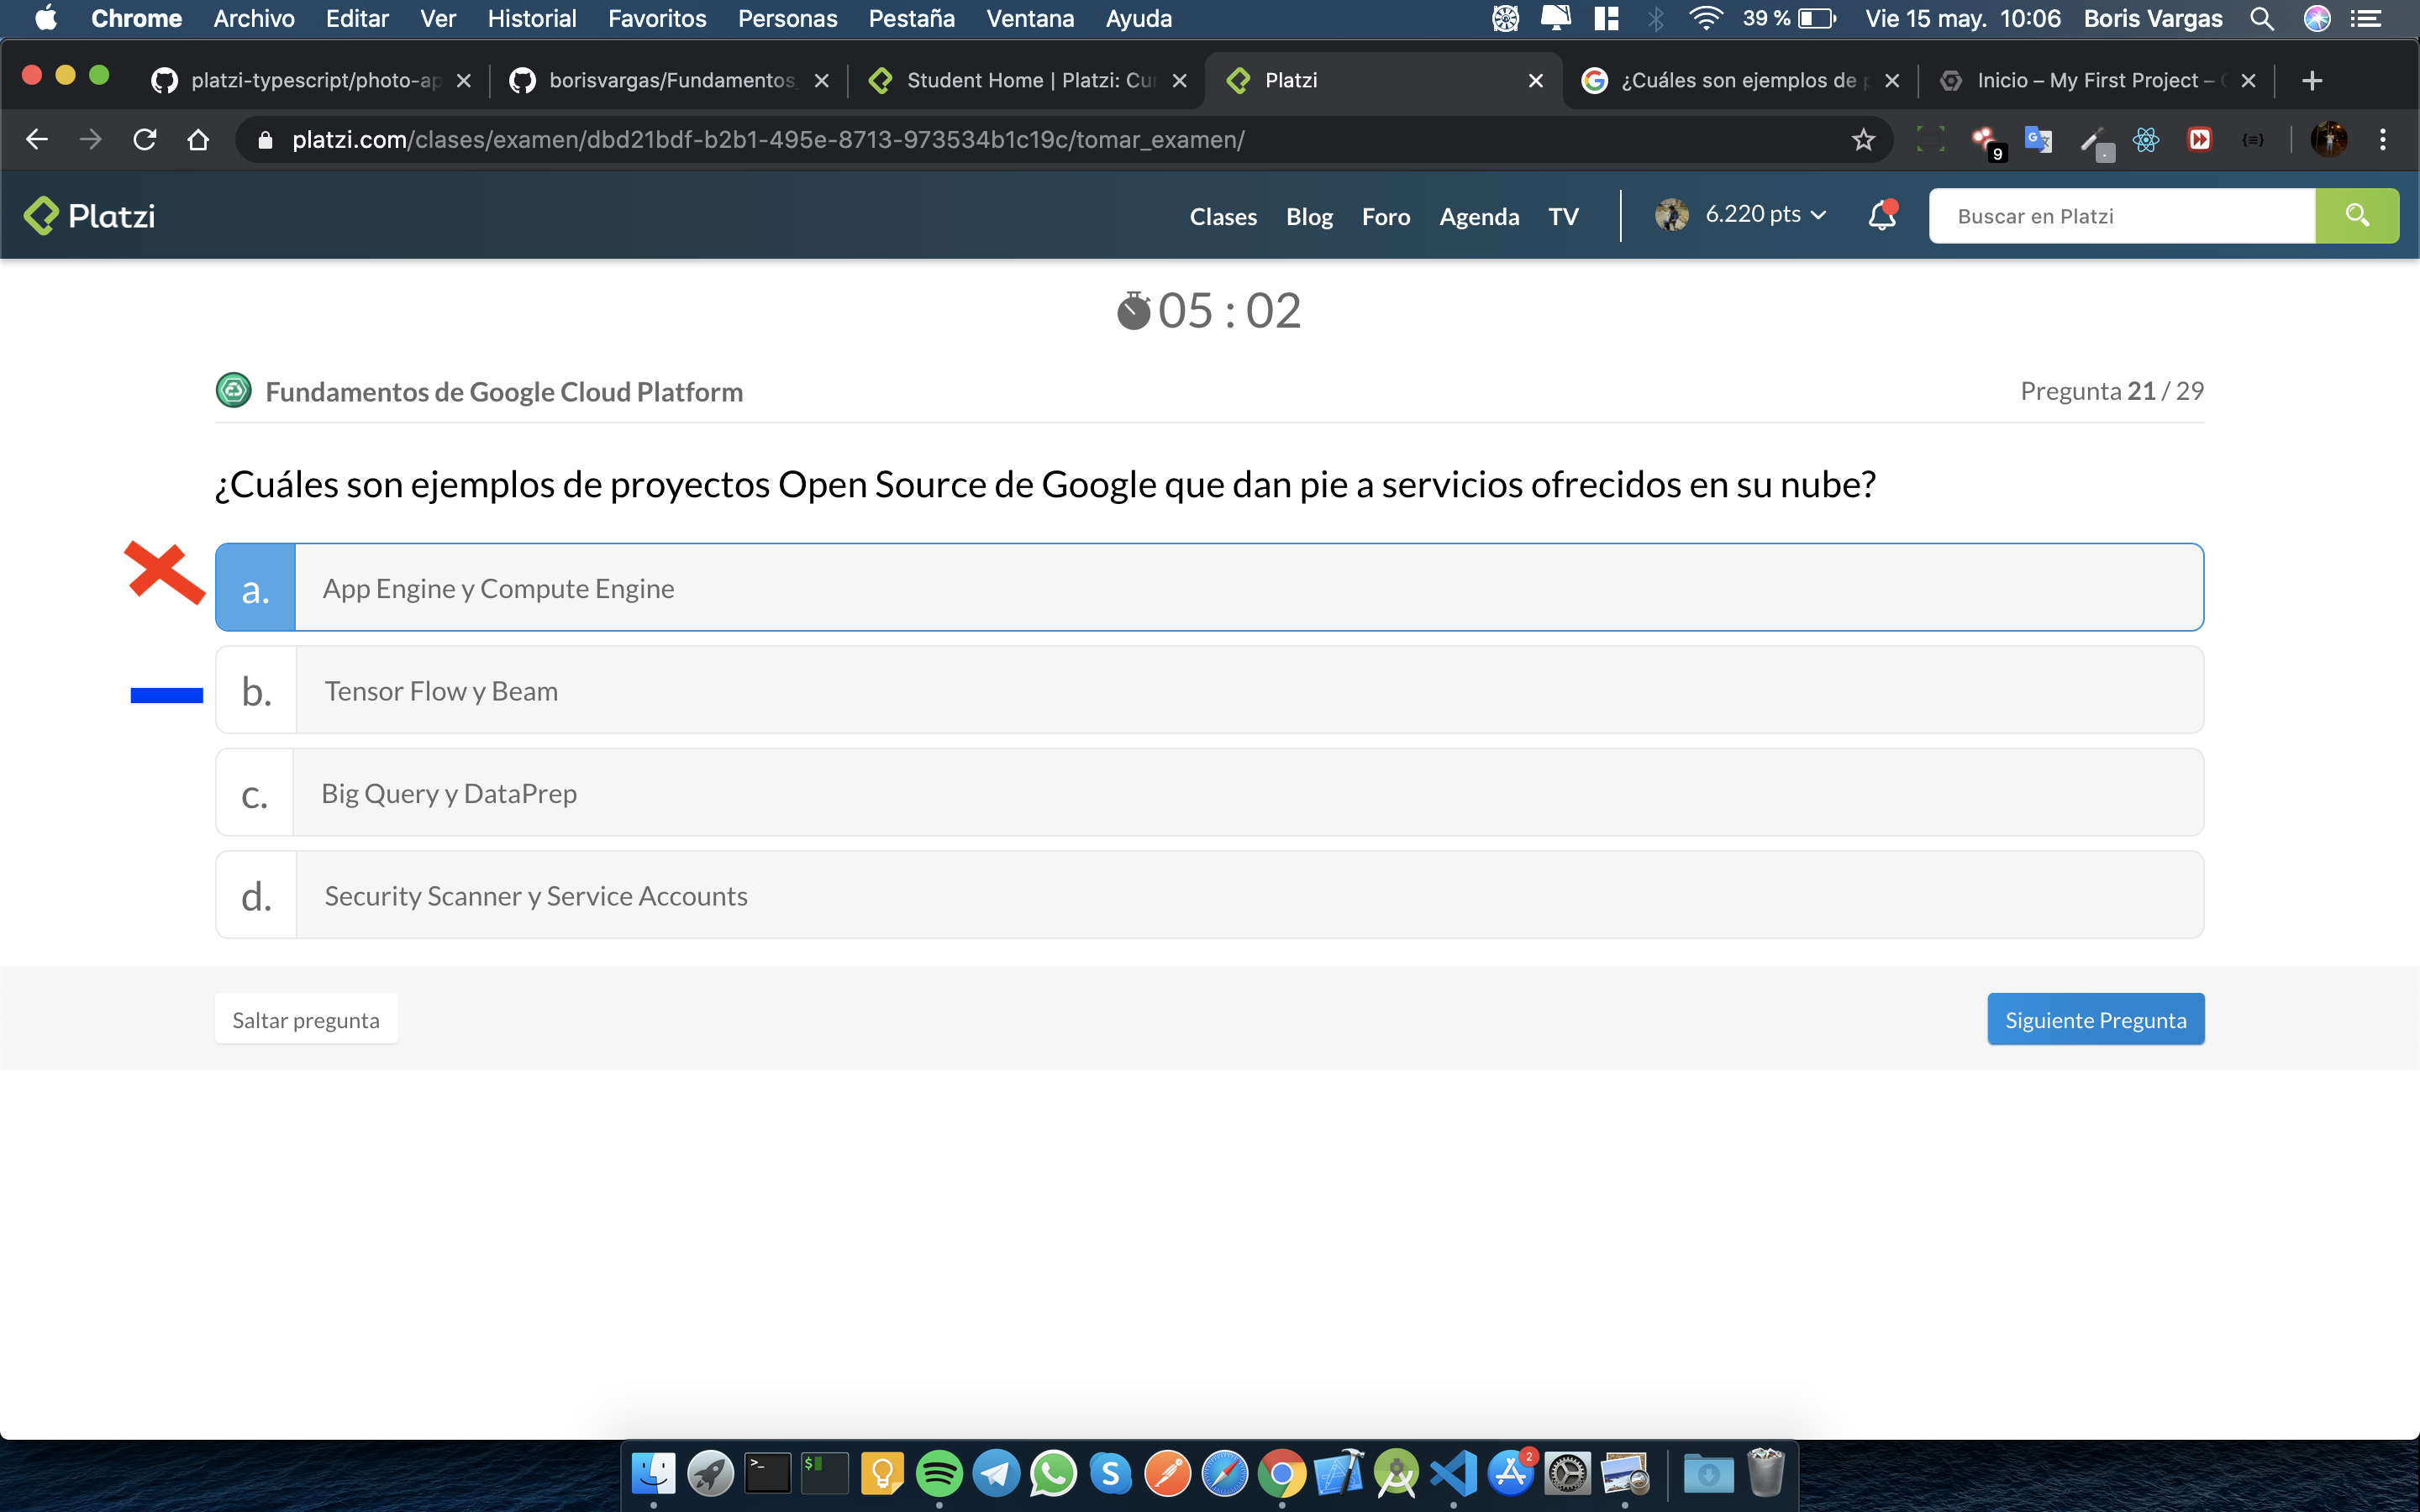 Chrome Archivo Editar Ver Historial Favoritos Personas Pestaña Ventana Ayuda 39 % Vie 15 may. 10:06 Boris Vargas
platzi-typescript/photo-ap borisvargas/Fundamentos_ Student Home | Platzi: Cur Platzi ¿Cuáles son ejemplos de p Inicio – My First Project –
platzi.com/clases/examen/dbd21bdf-b2b1-495e-8713-973534b1c19c/tomar_examen/ 9
Platzi Clases Blog Foro Agenda TV 6.220 pts Buscar en Platzi
05 : 02
Fundamentos de Google Cloud Platform Pregunta 21 / 29
¿Cuáles son ejemplos de proyectos Open Source de Google que dan pie a servicios ofrecidos en su nube?
a. App Engine y Compute Engine
b. Tensor Flow y Beam
c. Big Query y DataPrep
d. Security Scanner y Service Accounts
Saltar pregunta Siguiente Pregunta
2